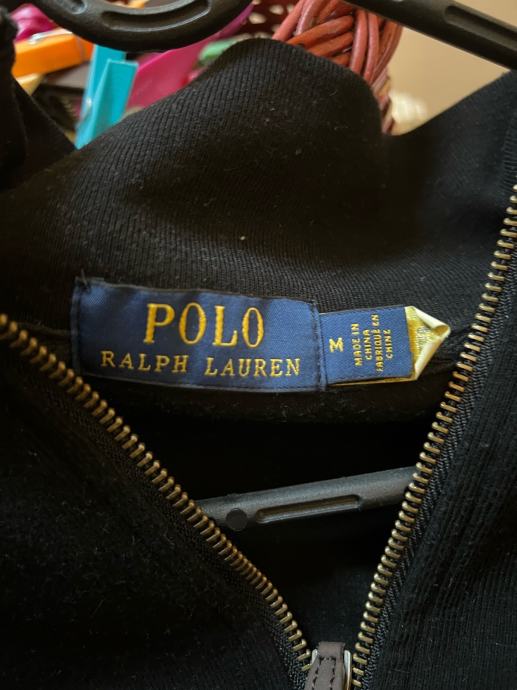 POLO
RALPH LAUREN
M
MADE IN
CHINA
FABRIQUÉ EN
CHINE